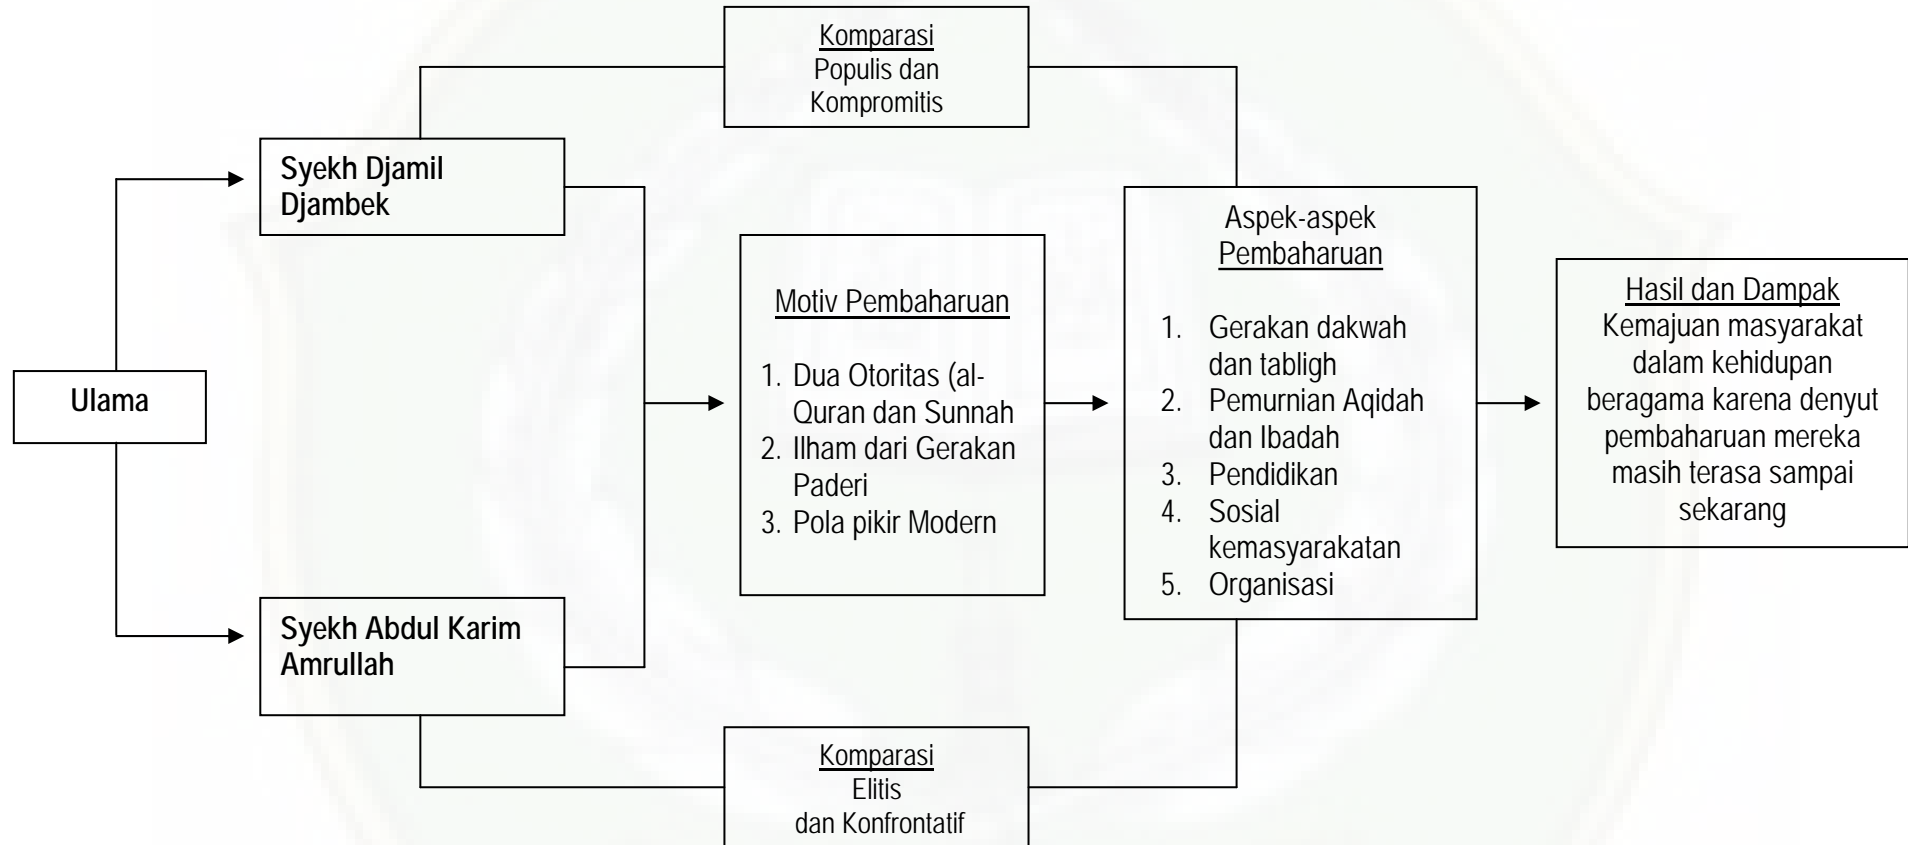 Komparasi
Populis dan
Kompromitis
Syekh Djamil
Djambek
Ulama
Syekh Abdul Karim
Amrullah
Motiv Pembaharuan
1. Dua Otoritas (al-
Quran dan Sunnah
2. Ilham dari Gerakan
Paderi
3. Pola pikir Modern
Aspek-aspek
Pembaharuan
1. Gerakan dakwah
dan tabligh
2. Pemurnian Aqidah
dan Ibadah
3. Pendidikan
4. Sosial
kemasyarakatan
5. Organisasi
Hasil dan Dampak
Kemajuan masyarakat
dalam kehidupan
beragama karena denyut
pembaharuan mereka
masih terasa sampai
sekarang
Komparasi
Elitis
dan Konfrontatif